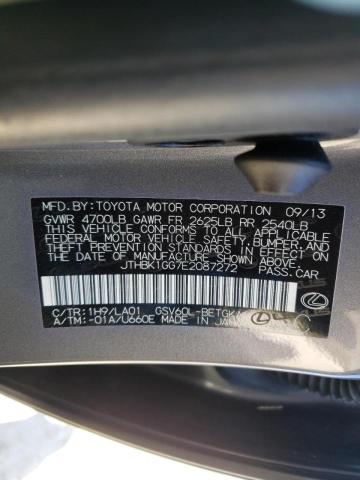 MFD.BY:TOYOTA MOTOR CORPORATION 09/13
GVWR 4700LB GAWR FR 2625LB RR 2540LB
THIS VEHICLE CONFORMS TO ALL APPLICABLE
FEDERAL MOTOR VEHICLE SAFETY, BUMPER, AND
THEFT PREVENTION STANDARDS IN EFFECT ON
THE DATE OF MANUFACTURE SHOWN ABOVE.
JTHBK1GG7E2087272 PASS.CAR
C/TR:1H9/LA01 GSV60L-BETGK
A/TM:-01A/U660E MADE IN JAPAN